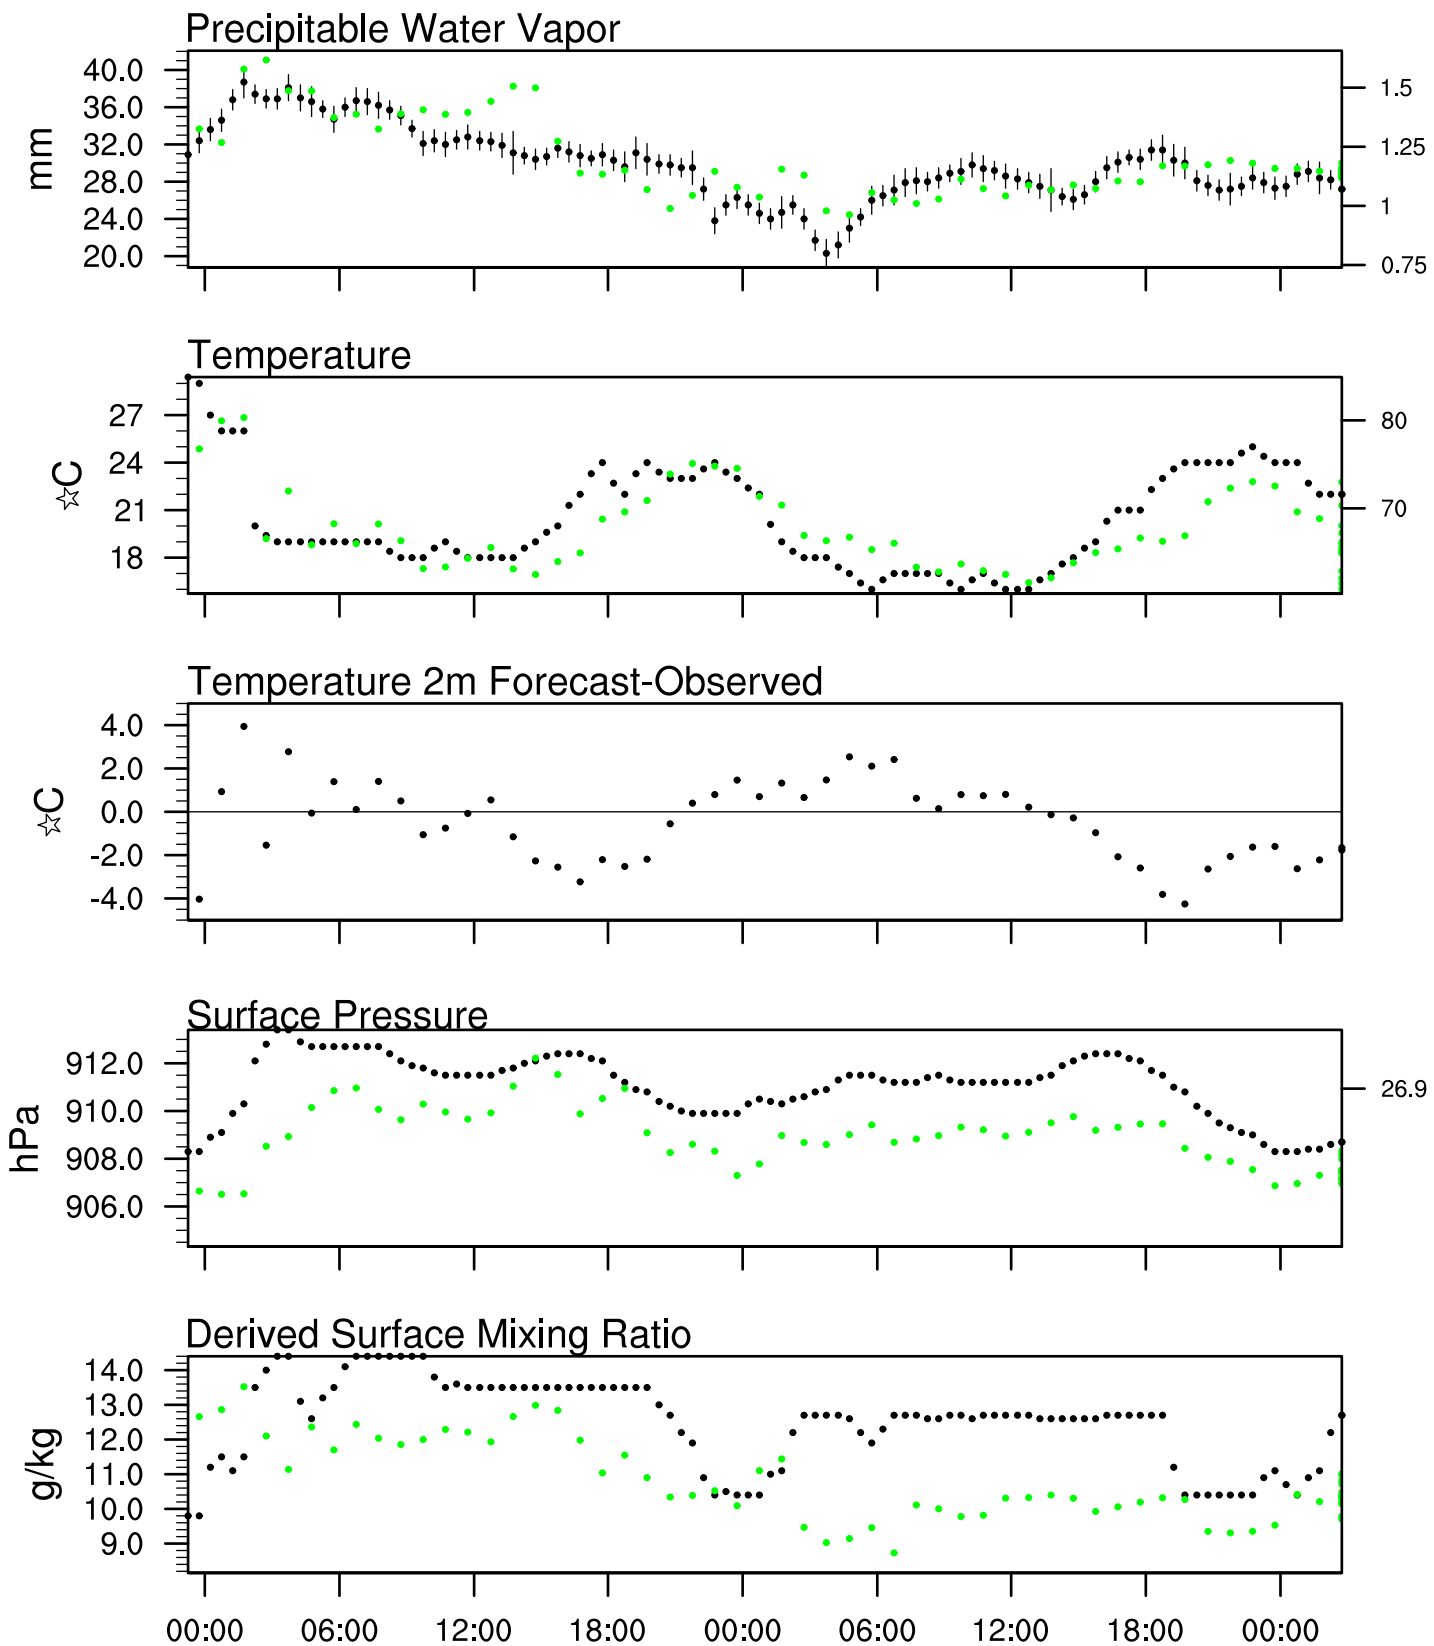 Precipitable Water Vapor
40.0
36.0
32.0
28.0
24.0
20.0
mm
1.5
1.25
1
0.75
Temperature
27
24
21
18
☆C
80
70
Temperature 2m Forecast-Observed
4.0
2.0
0.0
-2.0
-4.0
☆C
Surface Pressure
912.0
910.0
908.0
906.0
hPa
26.9
Derived Surface Mixing Ratio
14.0
13.0
12.0
11.0
10.0
9.0
g/kg
00:00 06:00 12:00 18:00 00:00 06:00 12:00 18:00 00:00